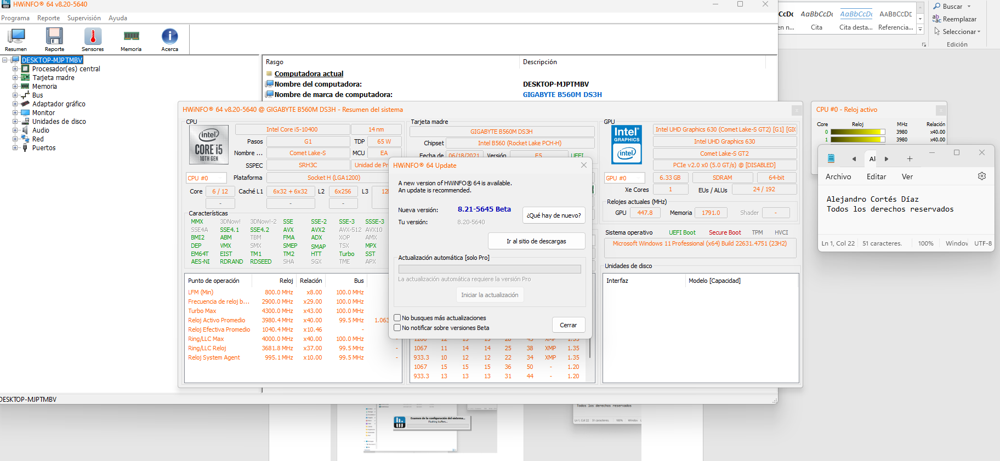 HWiNFO® 64 v8.20-5640
Programa Reporte Supervisión Ayuda
Resumen Reporte Sensores Memoria Acerca
DESKTOP-MJPTMBV
Procesador(es) central
Tarjeta madre
Memoria
Bus
Adaptador gráfico
Monitor
Unidades de disco
Audio
Red
Puertos
DESKTOP-MJPTMBV
Rasgo Descripción
Computadora actual
Nombre del computadora: DESKTOP-MJPTMBV
Nombre de marca de computadora: GIGABYTE B560M DS3H
AaBbCcDc AaBbCcDc AABBCCDE
Cita Cita desta... Referencia...
Buscar
Reemplazar
Seleccionar
Edición
HWiNFO® 64 v8.20-5640 @ GIGABYTE B560M DS3H - Resumen del sistema
CPU
intel CORE i5 10TH GEN
Intel Core i5-10400 14 nm
Pasos G1 TDP 65 W
Nombre ... Comet Lake-S MCU EA
SSPEC SRH3C Unidad de Pr
CPU #0 Plataforma Socket H (LGA1200)
Core 6 / 12 Caché L1 6x32 + 6x32 L2 6x256 L3 12
- - -
Características
MMX 3DNow! 3DNow!-2 SSE SSE-2 SSE-3 SSSE-3
SSE4A SSE4.1 SSE4.2 AVX AVX2 AVX-512 AVX10
BMI2 ABM TBM FMA ADX XOP AMX
DEP VMX SMX SMEP SMAP TSX MPX
EM64T EIST TM1 TM2 HTT Turbo SST
AES-NI RDRAND RDSEED SHA SGX TME APX
Punto de operación Reloj Relación Bus
LFM (Min) 800.0 MHz x8.00 100.0 MHz
Frecuencia de reloj b... 2900.0 MHz x29.00 100.0 MHz
Turbo Max 4300.0 MHz x43.00 100.0 MHz
Reloj Activo Promedio 3980.4 MHz x40.00 99.5 MHz 1.063
Reloj Efectiva Promedio 1040.4 MHz x10.46 -
Ring/LLC Max 4000.0 MHz x40.00 100.0 MHz -
Ring/LLC Reloj 3681.8 MHz x37.00 99.5 MHz -
Reloj System Agent 995.1 MHz x10.00 99.5 MHz -
Tarjeta madre
GIGABYTE B560M DS3H
Chipset Intel B560 (Rocket Lake PCH-H)
Fecha de 06/18/2021 Versión F5 UEFI
1067 11 14 14 25 38 XMP 1.35
933.3 10 12 12 22 34 XMP 1.35
1067 15 15 15 36 50 - 1.20
933.3 13 13 13 31 44 - 1.20
HWiNFO® 64 Update
A new version of HWiNFO® 64 is available.
An update is recommended.
Nueva versión: 8.21-5645 Beta
¿Qué hay de nuevo?
Tu versión: 8.20-5640
Ir al sitio de descargas
Actualización automática [solo Pro]
La actualización automática requiere la versión Pro
Iniciar la actualización
No busques más actualizaciones
No notificar sobre versiones Beta
Cerrar
GPU
Intel GRAPHICS intel
Intel UHD Graphics 630 (Comet Lake-S GT2) [G1] [GIG
Intel UHD Graphics 630
Comet Lake-S GT2
PCIe v2.0 x0 (5.0 GT/s) @ [DISABLED]
GPU #0 6.33 GB SDRAM 64-bit
Xe Cores 1 EUs / ALUs 24 / 192
Relojes actuales (MHz)
GPU 447.8 Memoria 1791.0 Shader -
Sistema operativo UEFI Boot Secure Boot TPM HVCI
Microsoft Windows 11 Professional (x64) Build 22631.4751 (23H2)
Unidades de disco
Interfaz Modelo [Capacidad]
CPU #0 - Reloj activo
Core Reloj MHz Relación
0 3980 x40.00
1 3980 x40.00
Al
Archivo Editar Ver
Alejandro Cortés Díaz
Todos los derechos reservados
Ln 1, Col 22 51 caracteres. 100% Window UTF-8
Examen de la configuración del sistema...
Flushing buffers...
Todos los derechos reservados
Ln 1, Col 22 51 caracteres. 100% Window